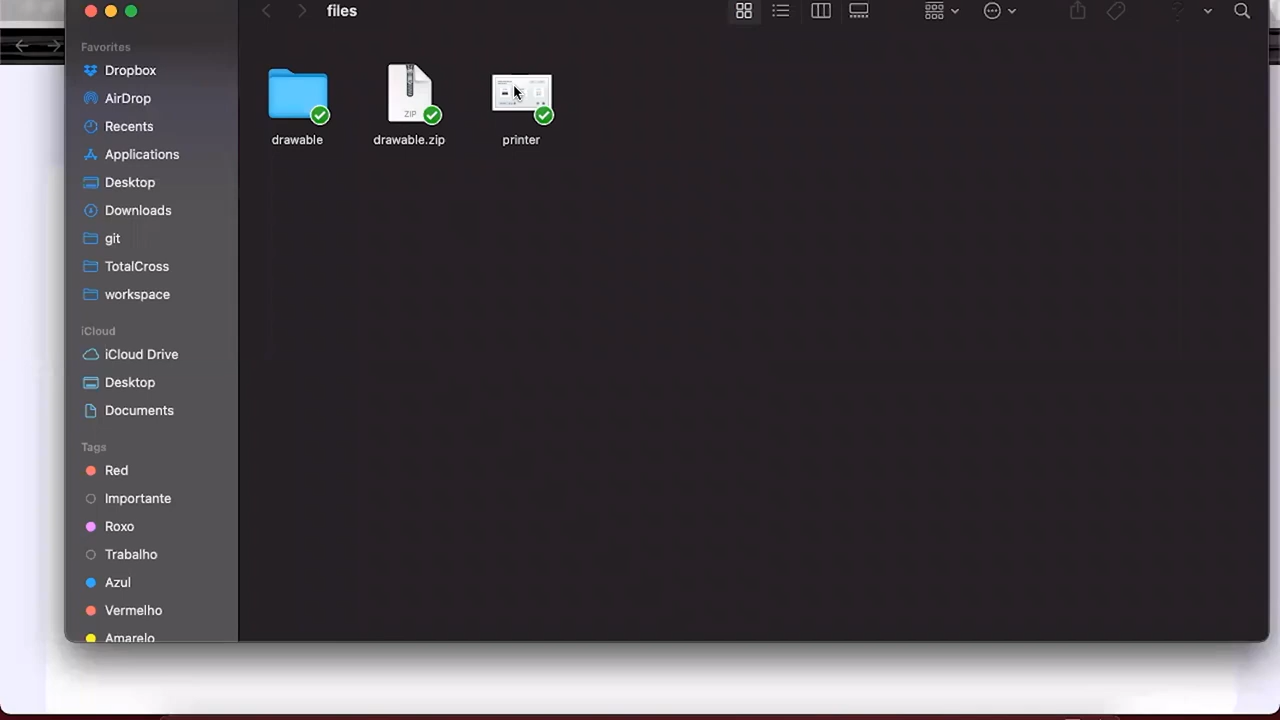 files
Favorites
Dropbox
AirDrop
Recents
Applications
Desktop
Downloads
git
TotalCross
workspace
iCloud
iCloud Drive
Desktop
Documents
Tags
Red
Importante
Roxo
Trabalho
Azul
Vermelho
Amarelo
ZIP
drawable
drawable.zip
printer